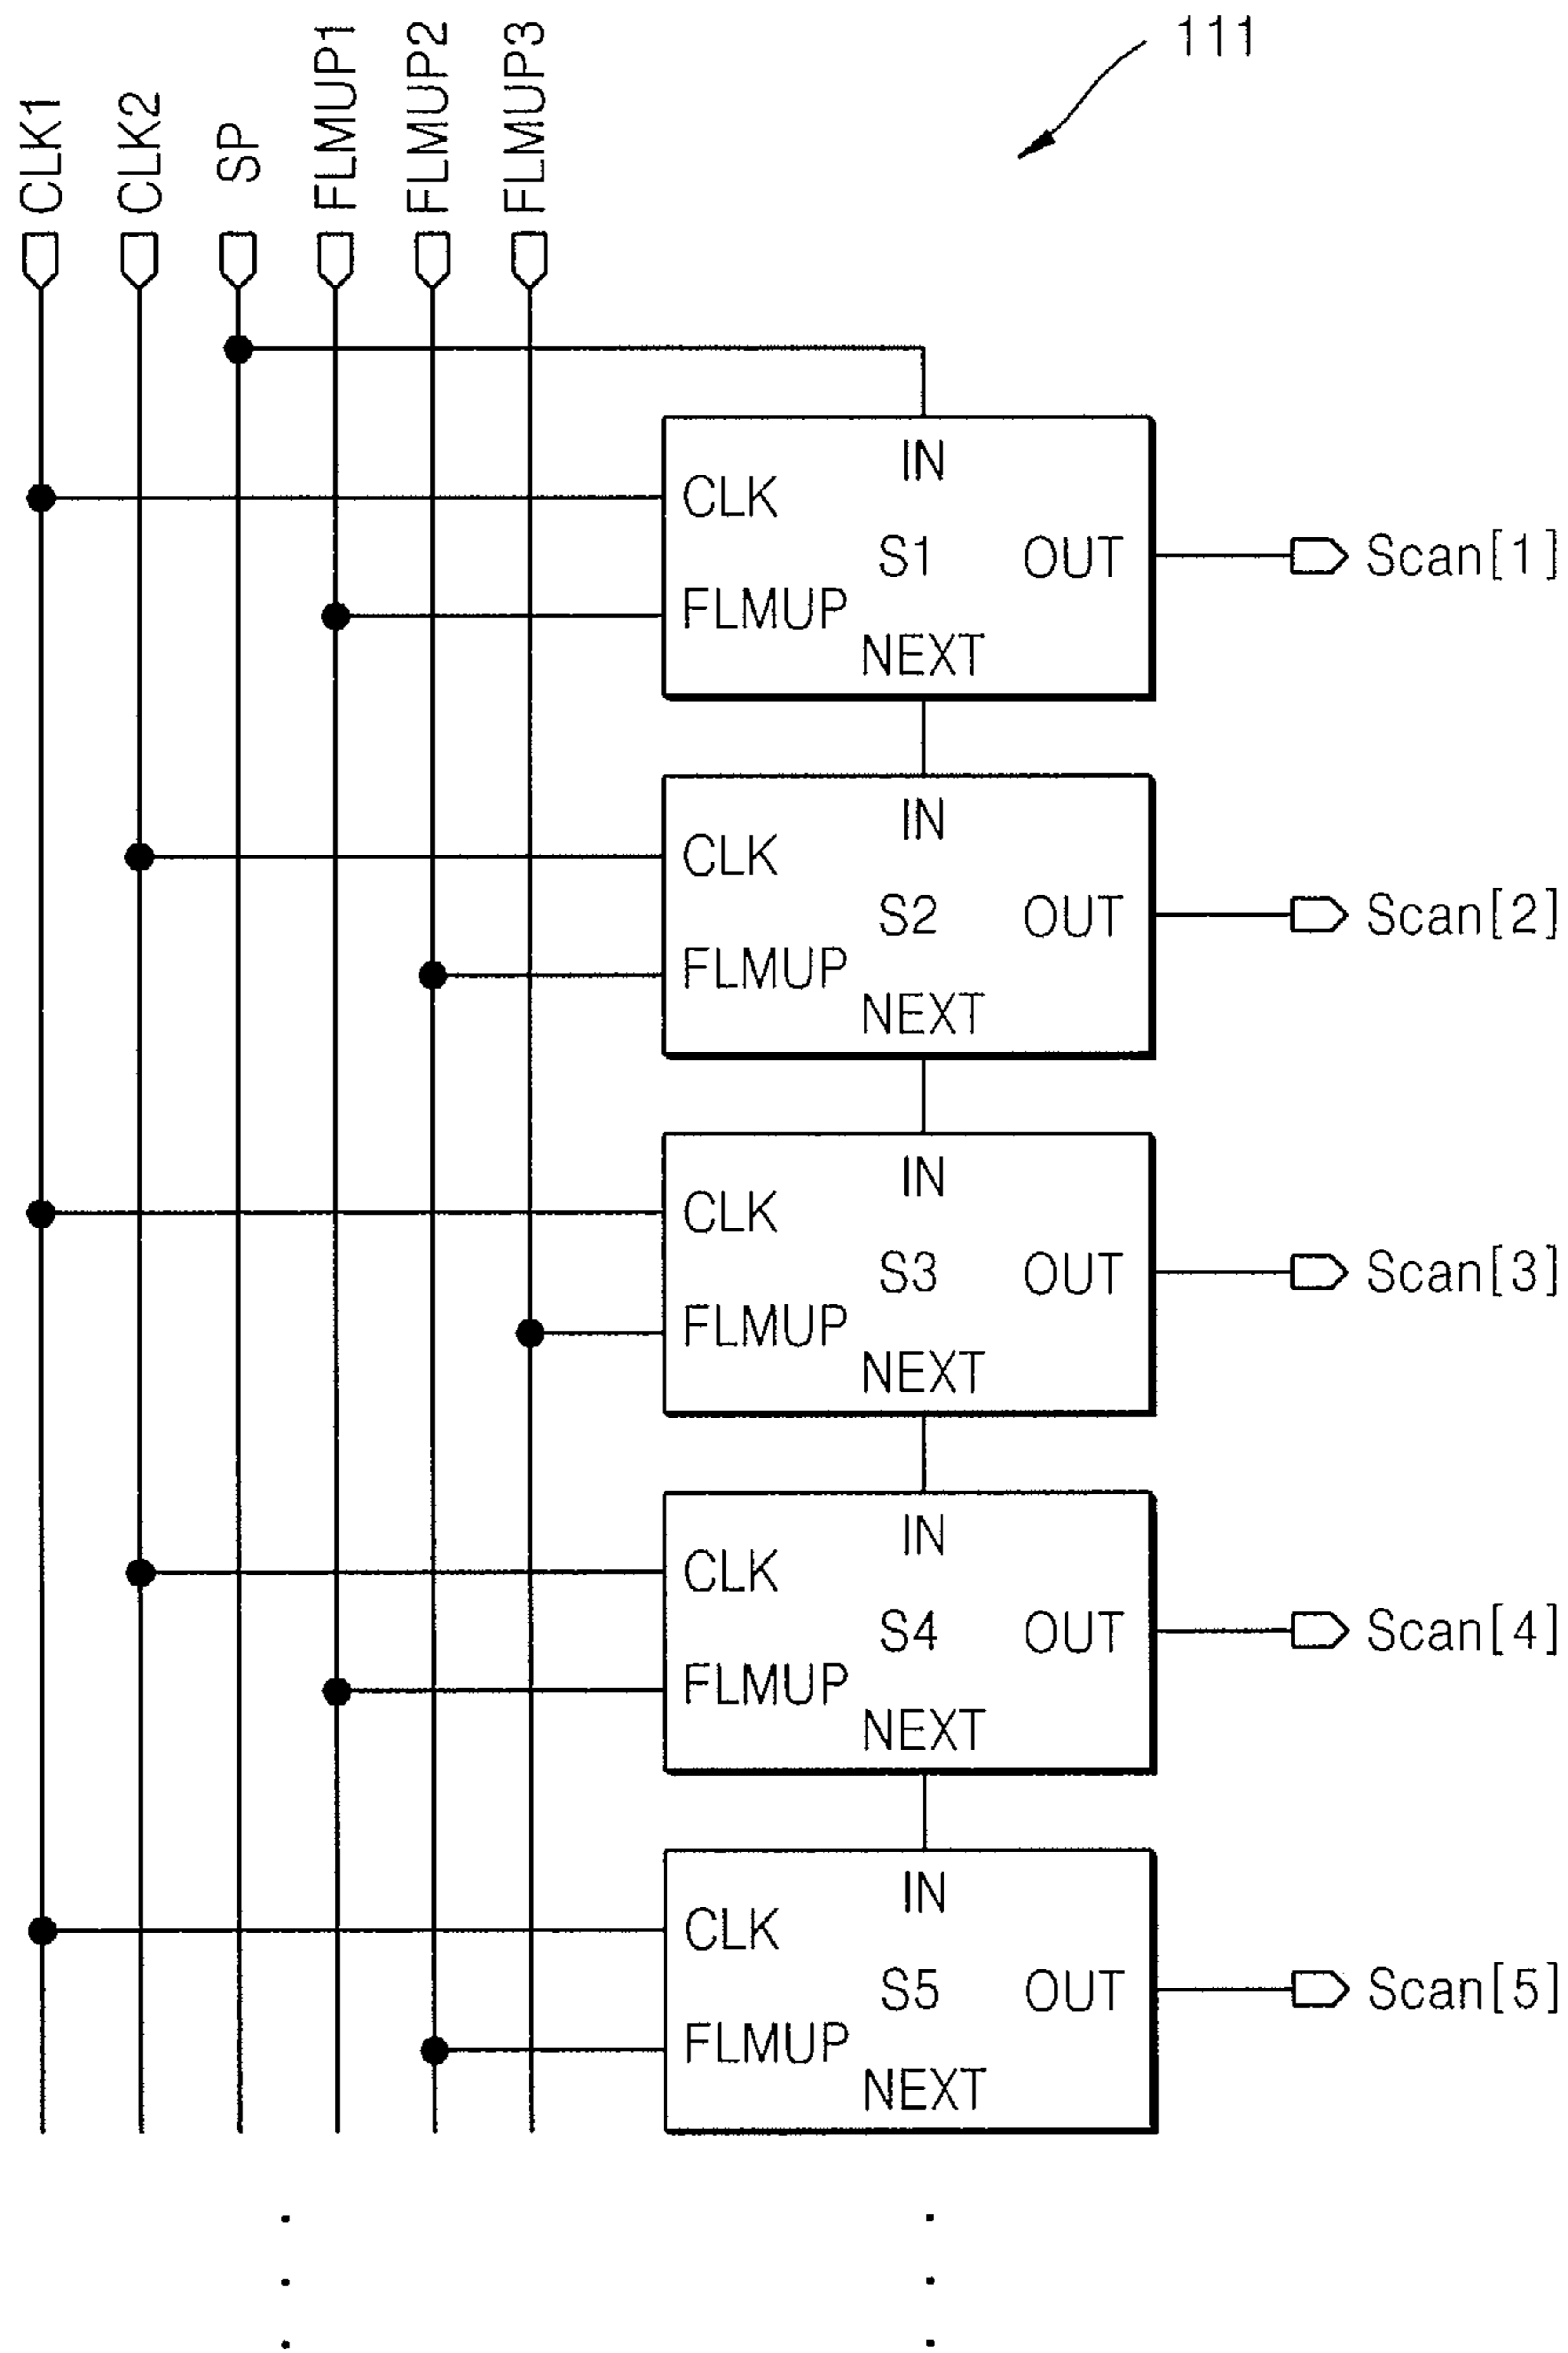 111
CLK1
CLK2
SP
FLMUP1
FLMUP2
FLMUP3
IN
CLK
S1
OUT
Scan[1]
FLMUP
NEXT
IN
CLK
S2
OUT
Scan[2]
FLMUP
NEXT
IN
CLK
S3
OUT
Scan[3]
FLMUP
NEXT
IN
CLK
S4
OUT
Scan[4]
FLMUP
NEXT
IN
CLK
S5
OUT
Scan[5]
FLMUP
NEXT